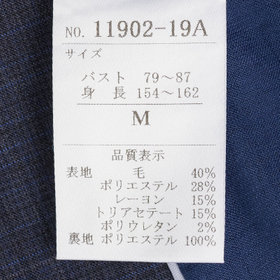 NO. 11902-19A
サイズ
バスト 79~87
身長 154~162
M
品質表示
表地 毛 40%
ポリエステル 28%
レーヨン 15%
トリアセテート 15%
ポリウレタン 2%
裏地 ポリエステル 100%